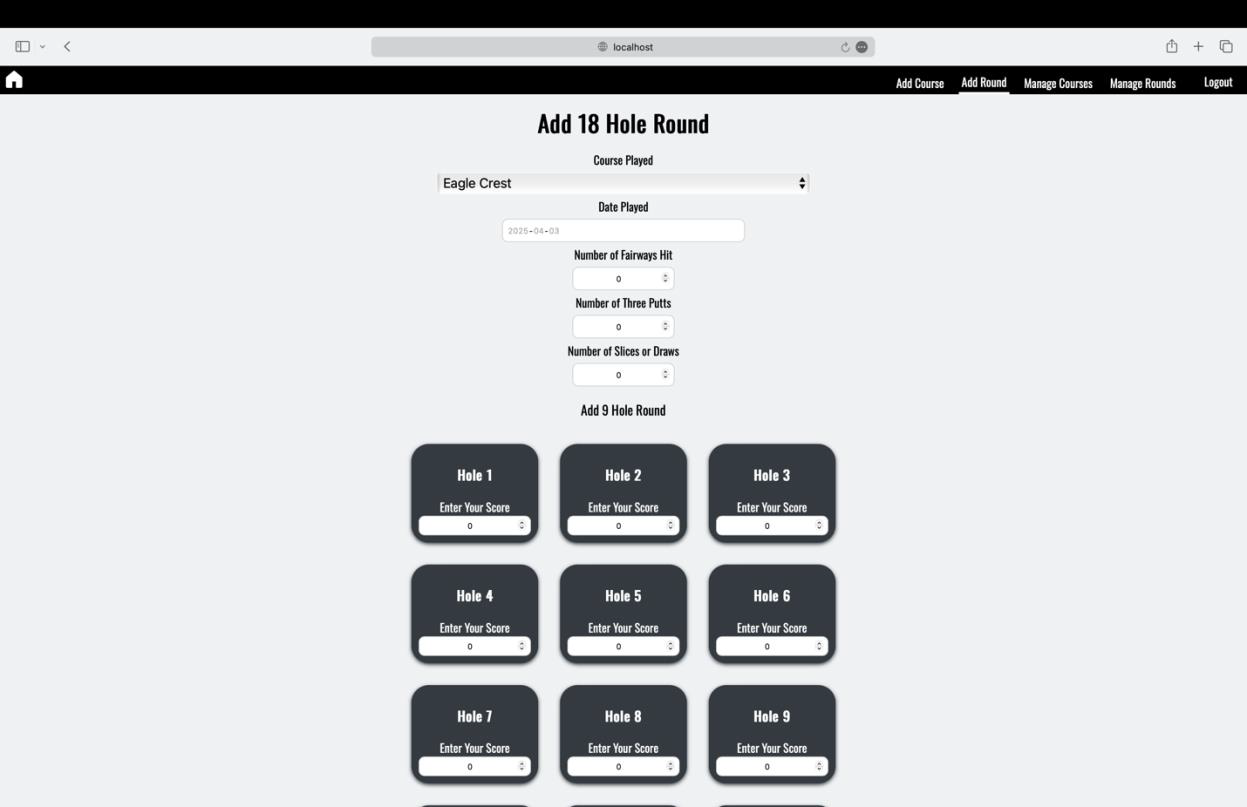 localhost
Add Course Add Round Manage Courses Manage Rounds Logout
Add 18 Hole Round
Course Played
Eagle Crest
Date Played
2025-04-03
Number of Fairways Hit
0
Number of Three Putts
0
Number of Slices or Draws
0
Add 9 Hole Round
Hole 1 Hole 2 Hole 3
Enter Your Score Enter Your Score Enter Your Score
0 0 0
Hole 4 Hole 5 Hole 6
Enter Your Score Enter Your Score Enter Your Score
0 0 0
Hole 7 Hole 8 Hole 9
Enter Your Score Enter Your Score Enter Your Score
0 0 0